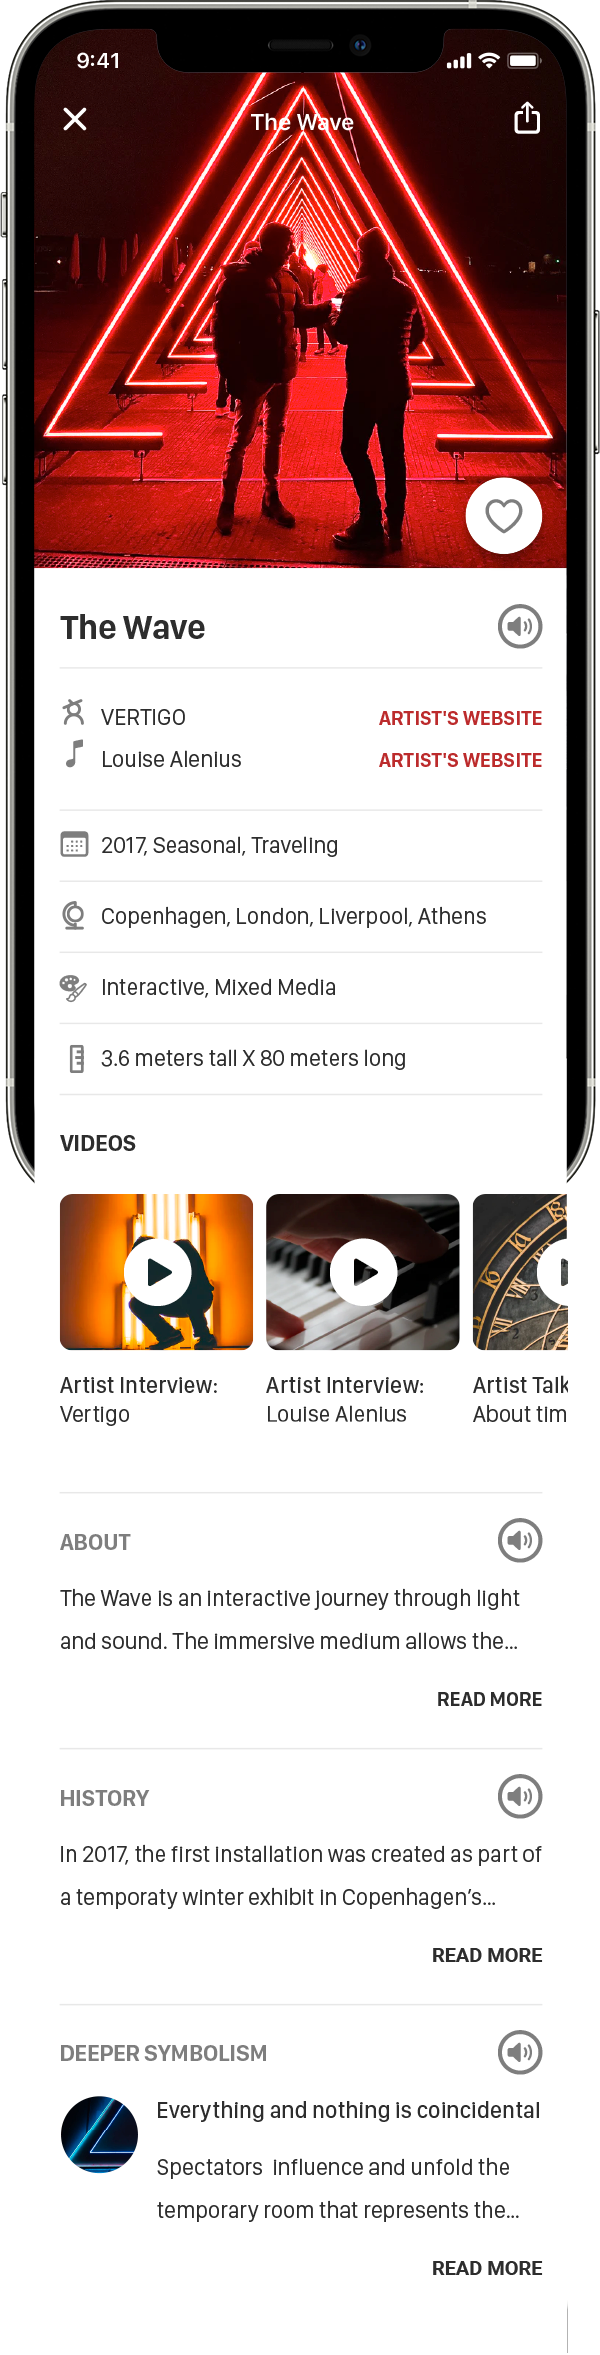 9:41
The Wave
The Wave
VERTIGO
ARTIST'S WEBSITE
Louise Alenius
ARTIST'S WEBSITE
2017, Seasonal, Traveling
Copenhagen, London, Liverpool, Athens
Interactive, Mixed Media
3.6 meters tall X 80 meters long
VIDEOS
Artist Interview:
Vertigo
Artist Interview:
Louise Alenius
Artist Talk
About tim
ABOUT
The Wave is an interactive journey through light
and sound. The immersive medium allows the...
READ MORE
HISTORY
In 2017, the first installation was created as part of
a temporaty winter exhibit in Copenhagen's...
READ MORE
DEEPER SYMBOLISM
Everything and nothing is coincidental
Spectators influence and unfold the
temporary room that represents the...
READ MORE